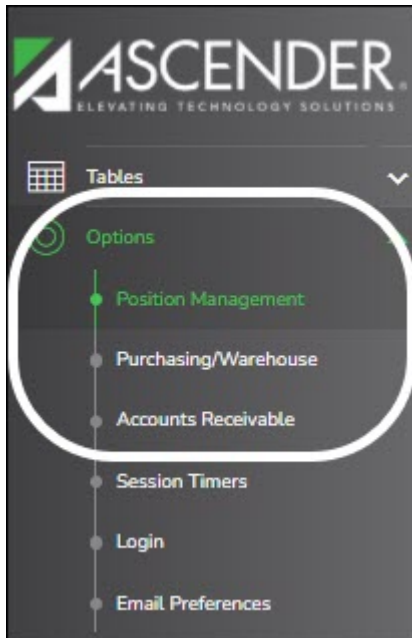 ASCENDER
ELEVATING TECHNOLOGY SOLUTIONS
Tables
Options
Position Management
Purchasing/Warehouse
Accounts Receivable
Session Timers
Login
Email Preferences